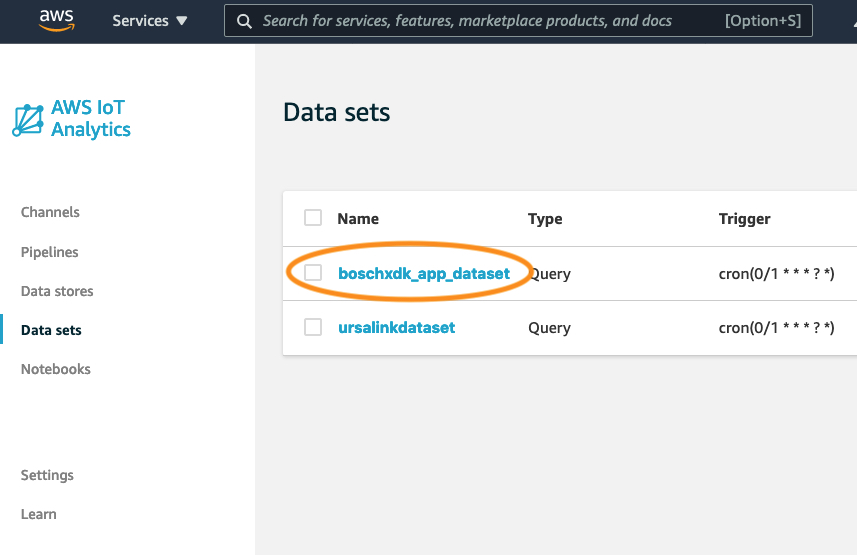 aws Services ▼ Search for services, features, marketplace products, and docs [Option+S]
AWS IoT
Analytics
Channels
Pipelines
Data stores
Data sets
Notebooks
Settings
Learn
Data sets
Name Type Trigger
boschxdk_app_dataset Query cron(0/1 * * * ? *)
ursalinkdataset Query cron(0/1 * * * ? *)